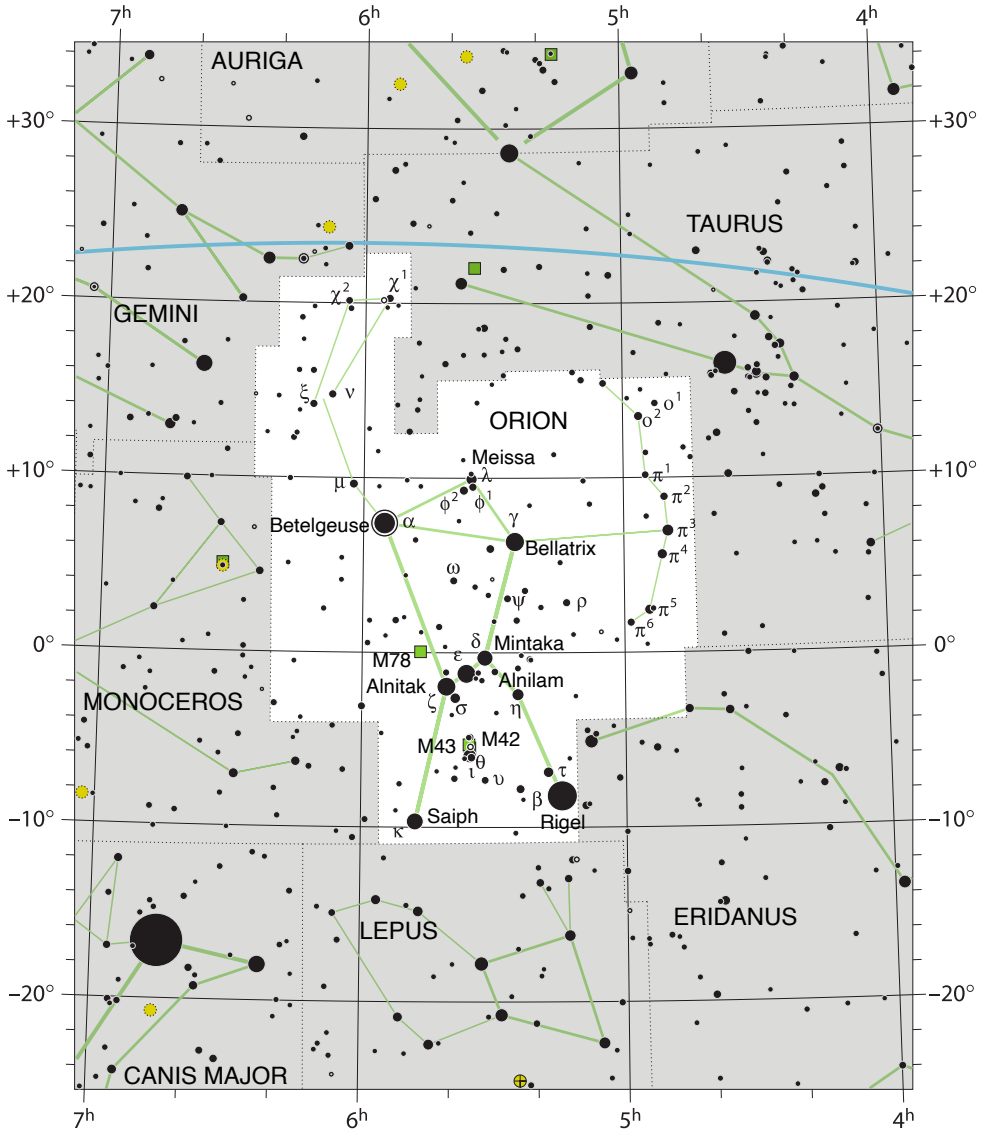 7h 6h 5h 4h
AURIGA
+30° +30°
TAURUS
+20° χ2 χ1 +20°
GEMINI
ξ ν
ο2 ο1
ORION
+10° Meissa +10°
λ π1
μ ϕ2 ϕ1 π2
Betelgeuse α γ π3
Bellatrix π4
ω
ψ ρ π5
π6
0° δ Mintaka 0°
M78 ε
Alnitak Alnilam
MONOCEROS ζ σ η
M43 M42
θ
ι υ τ
β
−10° κ Saiph Rigel −10°
LEPUS ERIDANUS
−20° −20°
CANIS MAJOR
7h 6h 5h 4h